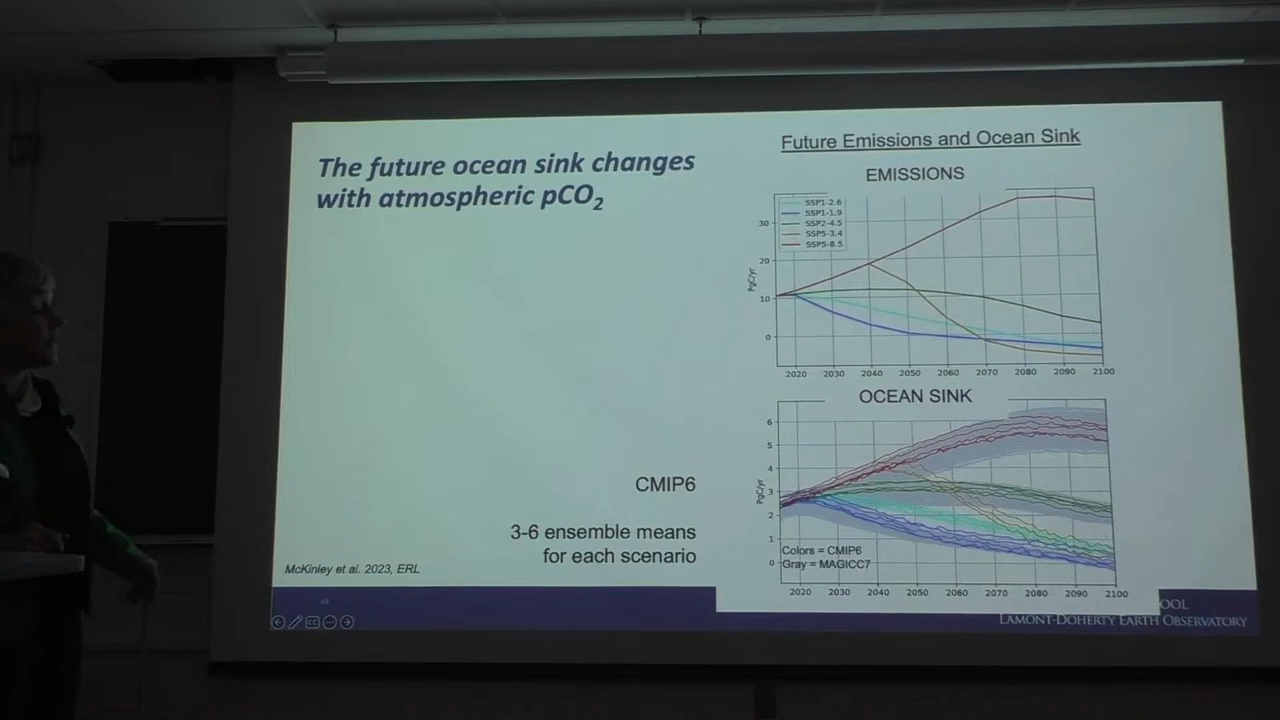 The future ocean sink changes
with atmospheric pCO2
CMIP6
3-6 ensemble means
for each scenario
McKinley et al. 2023, ERL
Future Emissions and Ocean Sink
EMISSIONS
SSP1-2.6
SSP1-1.9
SSP2-4.5
SSP5-3.4
SSP5-8.5
PgC/yr
30
20
10
0
2020 2030 2040 2050 2060 2070 2080 2090 2100
OCEAN SINK
PgC/yr
6
5
4
3
2
1
0
Colors = CMIP6
Gray = MAGICC7
2020 2030 2040 2050 2060 2070 2080 2090 2100
OOL
LAMONT-DOHERTY EARTH OBSERVATORY
CC